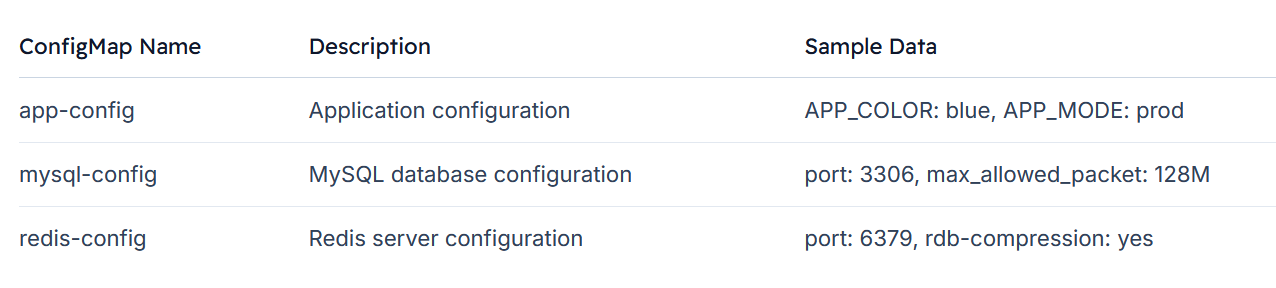 ConfigMap Name Description Sample Data
app-config Application configuration APP_COLOR: blue, APP_MODE: prod
mysql-config MySQL database configuration port: 3306, max_allowed_packet: 128M
redis-config Redis server configuration port: 6379, rdb-compression: yes